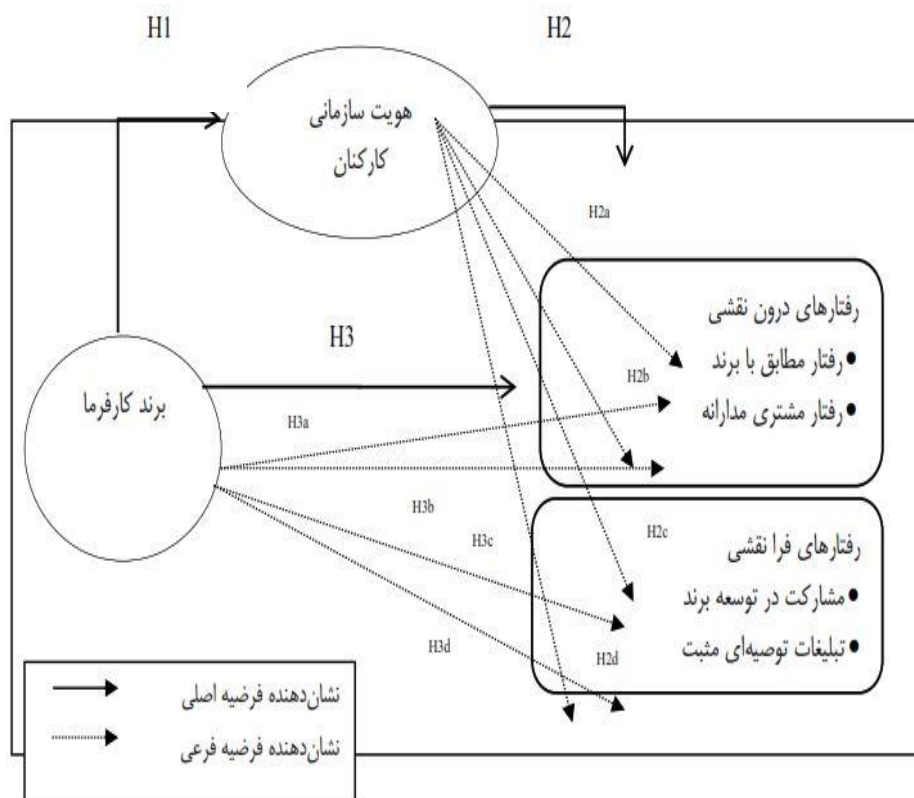 H1
H2
هویت سازمانی
کارکنان
H2a
رفتارهای درون نقشی
● رفتار مطابق با برند
● رفتار مشتری مدارانه
H3
H2b
برند کارفرما
H3a
H3b
H3c
H2c
رفتارهای فرا نقشی
● مشارکت در توسعه برند
● تبلیغات توصیه‌ای مثبت
H3d
H2d
نشان‌دهنده فرضیه اصلی
نشان‌دهنده فرضیه فرعی